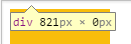 div 821px × 0px